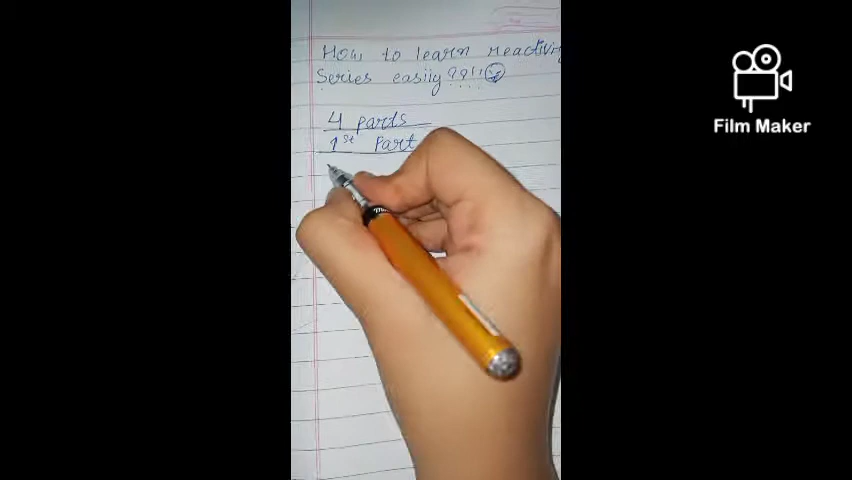 How to learn reactivity
Series easily ??!!
4 parts
1st Part
Film Maker